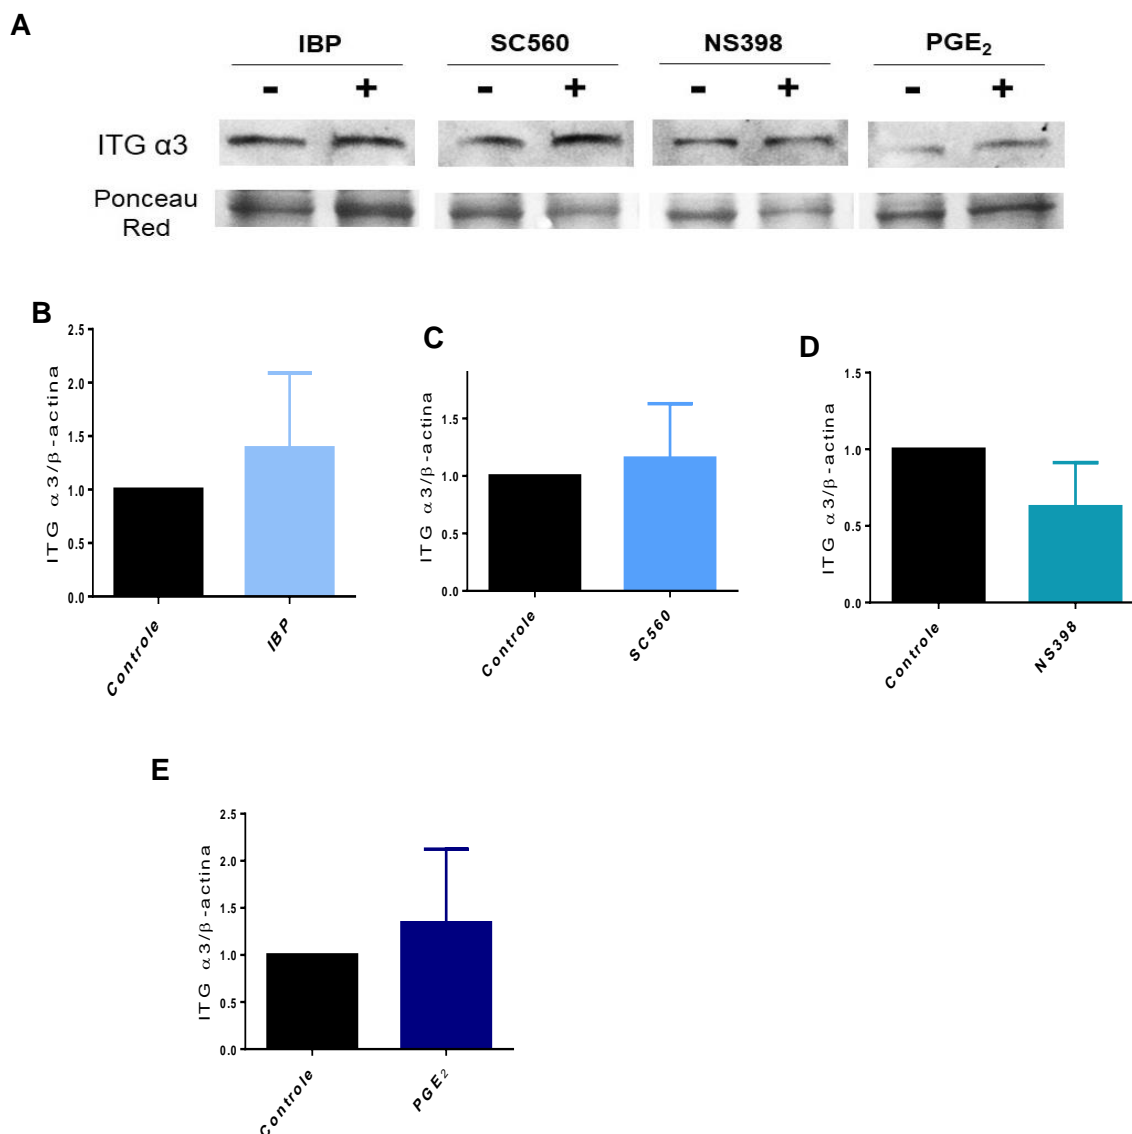 A
IBP SC560 NS398 PGE₂
- + - + - + - +
ITG α3
Ponceau
Red
B
2.5
2.0
1.5
1.0
0.5
0.0
ITG α3/β-actina
Controle
IBP
C
1.5
1.0
0.5
0.0
ITG α3/β-actina
Controle
SC560
D
1.5
1.0
0.5
0.0
ITG α3/β-actina
Controle
NS398
E
2.5
2.0
1.5
1.0
0.5
0.0
ITG α3/β-actina
Controle
PGE₂